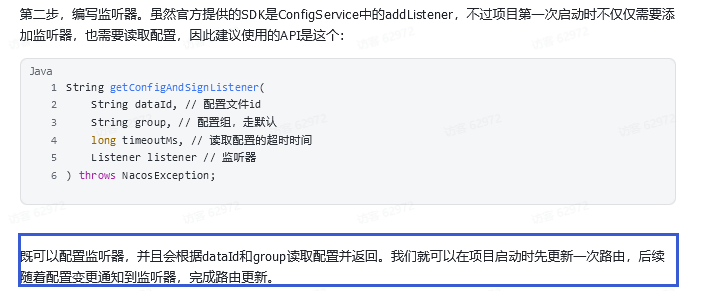 第二步，编写监听器。虽然官方提供的SDK是ConfigService中的addListener，不过项目第一次启动时不仅仅需要添
加监听器，也需要读取配置，因此建议使用的API是这个：
Java
1 String getConfigAndSignListener(
2     String dataId, // 配置文件id
3     String group, // 配置组，走默认
4     long timeoutMs, // 读取配置的超时时间
5     Listener listener // 监听器
6 ) throws NacosException;
既可以配置监听器，并且会根据dataId和group读取配置并返回。我们就可以在项目启动时先更新一次路由，后续
随着配置变更通知到监听器，完成路由更新。